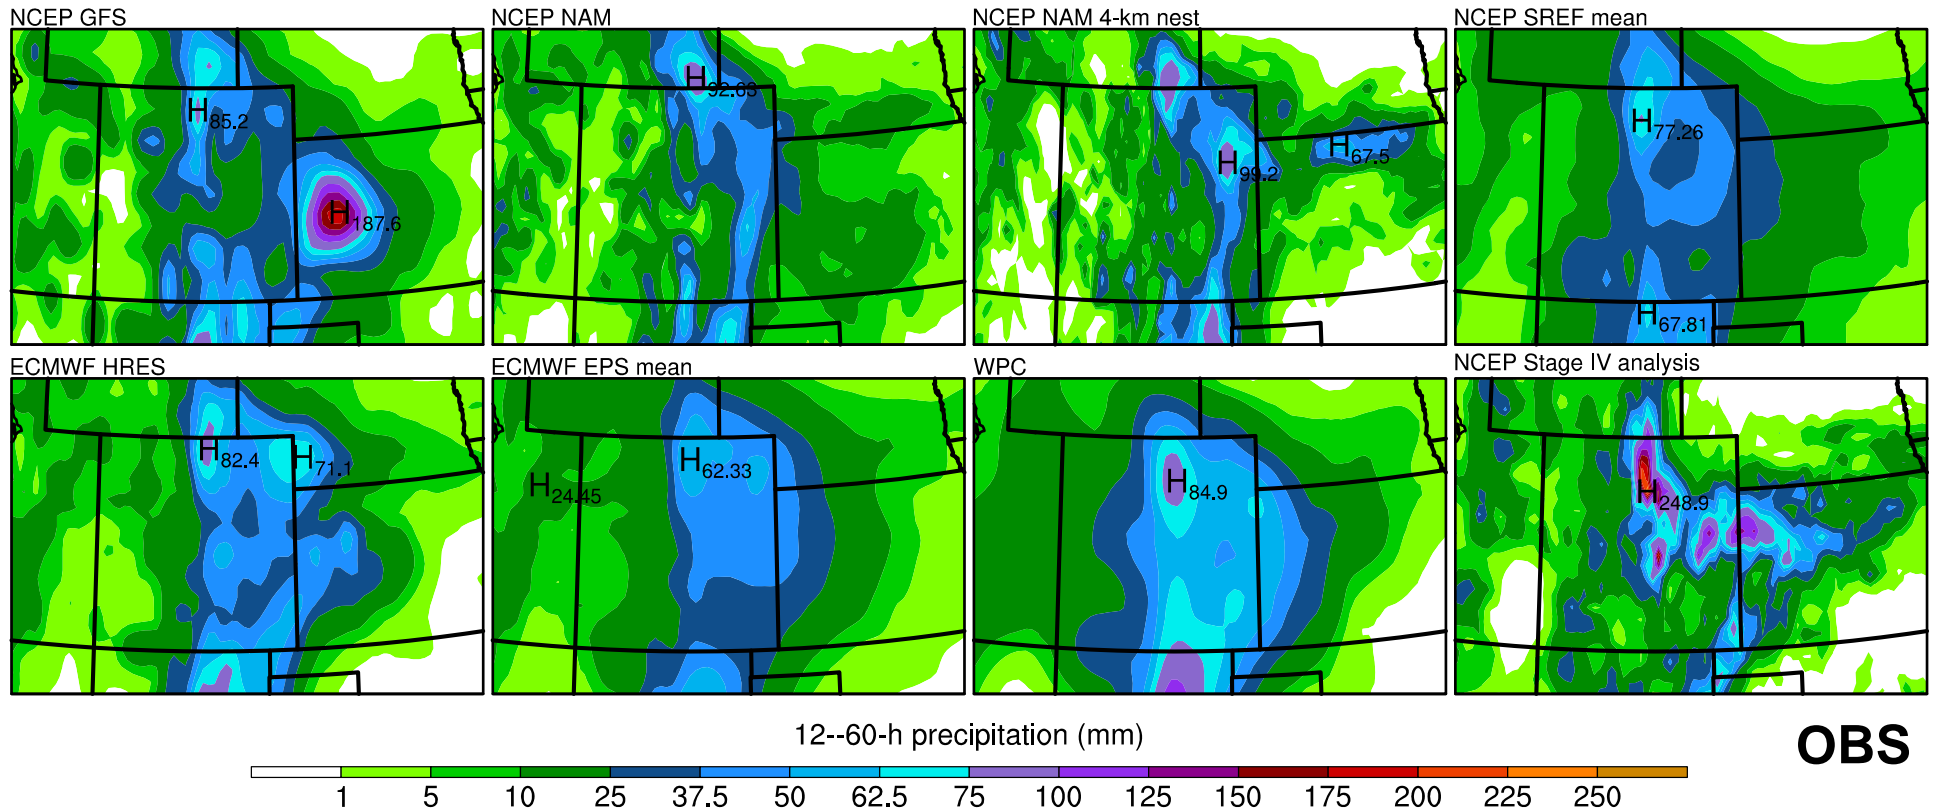 NCEP GFS
NCEP NAM
NCEP NAM 4-km nest
NCEP SREF mean
H85.2
H187.6
H92.63
H99.2
H67.5
H77.26
H67.81
ECMWF HRES
ECMWF EPS mean
WPC
NCEP Stage IV analysis
H82.4
H71.1
H24.45
H62.33
H84.9
H248.9
12--60-h precipitation (mm)
OBS
1 5 10 25 37.5 50 62.5 75 100 125 150 175 200 225 250